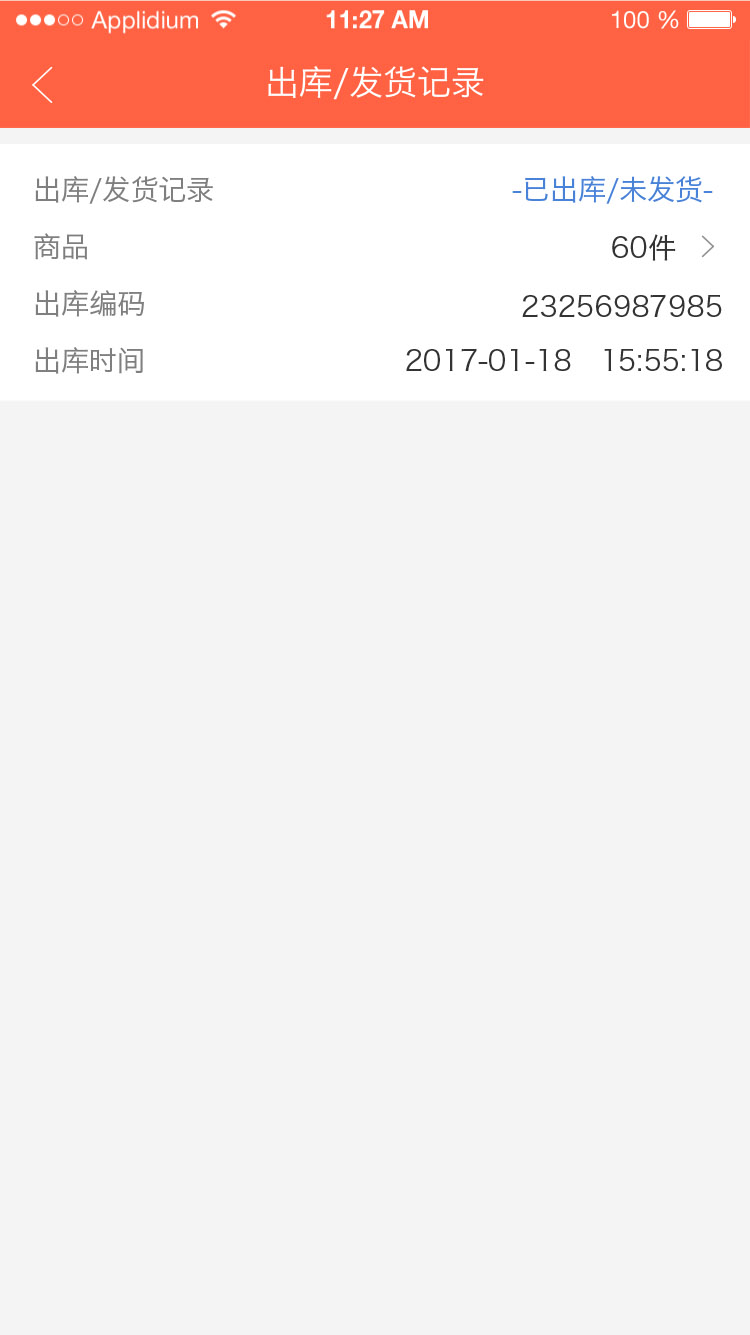 Applidium 11:27 AM 100 %
出库/发货记录
出库/发货记录 -已出库/未发货-
商品 60件
出库编码 23256987985
出库时间 2017-01-18 15:55:18